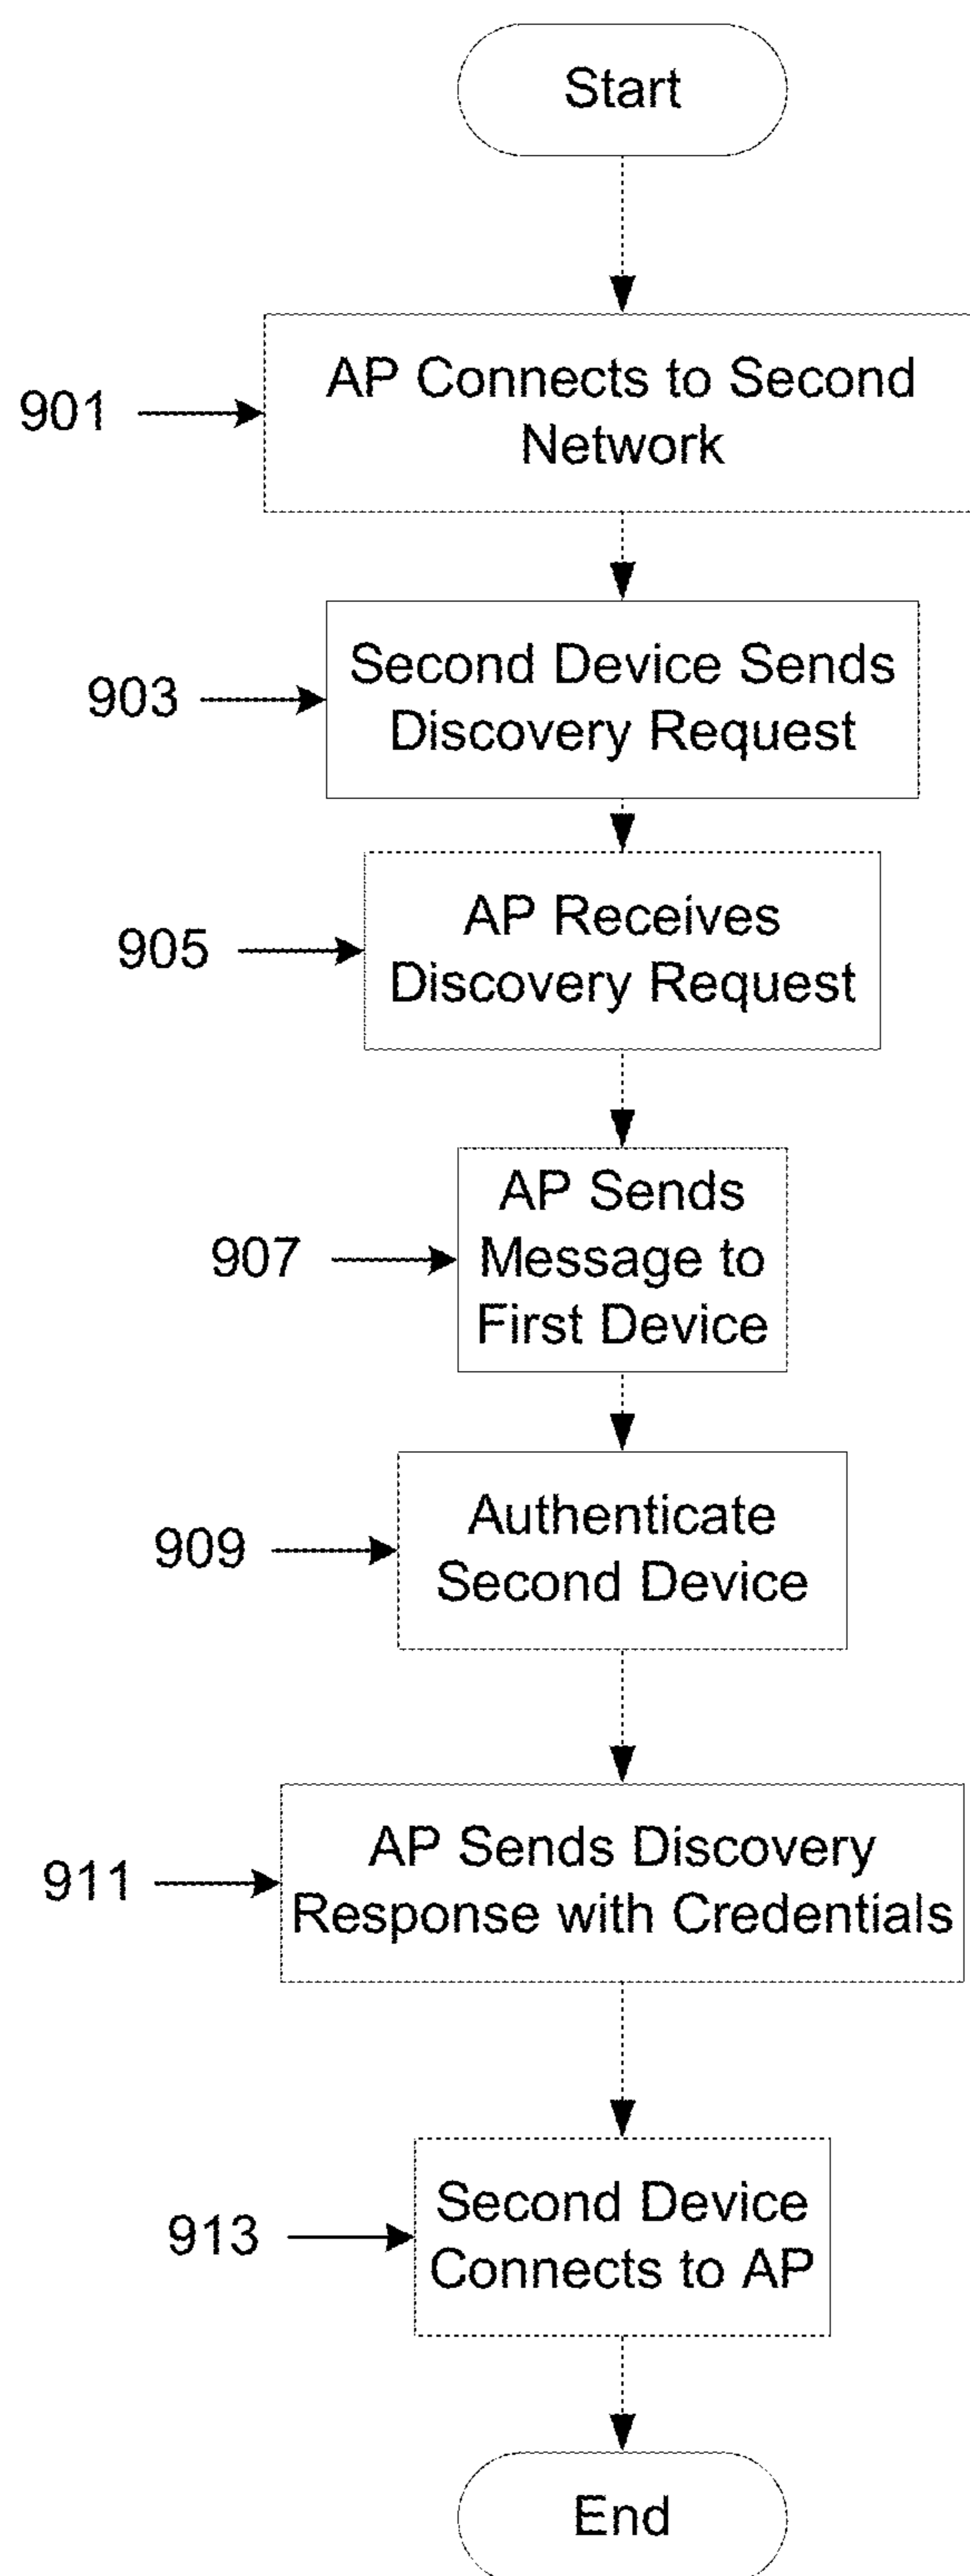 Start
901
AP Connects to Second
Network
903
Second Device Sends
Discovery Request
905
AP Receives
Discovery Request
907
AP Sends
Message to
First Device
909
Authenticate
Second Device
911
AP Sends Discovery
Response with Credentials
913
Second Device
Connects to AP
End